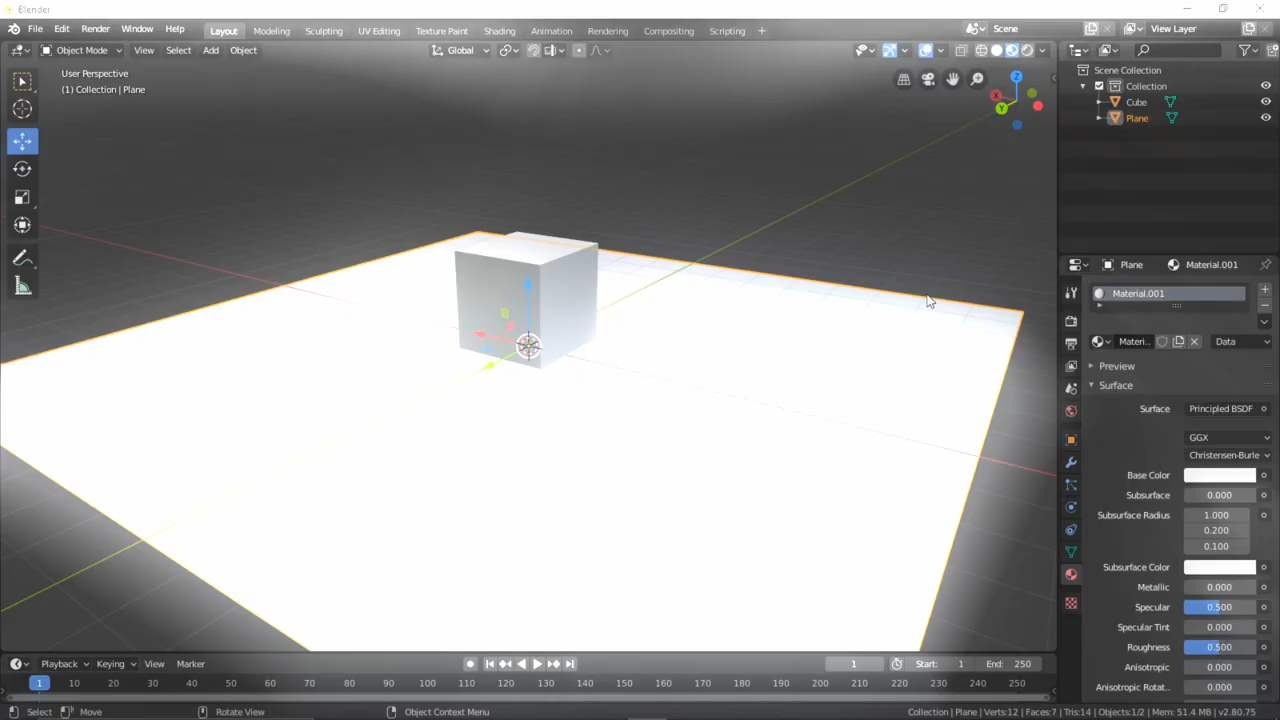 Blender
File Edit Render Window Help Layout Modeling Sculpting UV Editing Texture Paint Shading Animation Rendering Compositing Scripting + Scene View Layer
Object Mode View Select Add Object Global
User Perspective
(1) Collection | Plane
Z
X
Y
Scene Collection
Collection
Cube
Plane
Plane Material.001
Material.001
Materi.. Data
Preview
Surface
Surface Principled BSDF
GGX
Christensen-Burle
Base Color
Subsurface 0.000
Subsurface Radius 1.000
0.200
0.100
Subsurface Color
Metallic 0.000
Specular 0.500
Specular Tint 0.000
Roughness 0.500
Anisotropic 0.000
Anisotropic Rotat.. 0.000
Playback Keying View Marker 1 Start: 1 End: 250
1 10 20 30 40 50 60 70 80 90 100 110 120 130 140 150 160 170 180 190 200 210 220 230 240 250
Select Move Rotate View Object Context Menu Collection | Plane | Verts:12 | Faces:7 | Tris:14 | Objects:1/2 | Mem: 51.4 MB | v2.80.75